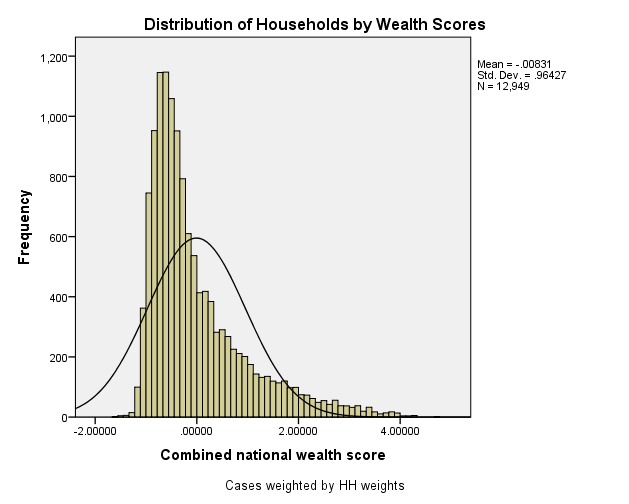 Distribution of Households by Wealth Scores
Mean = -.00831
Std. Dev. = .96427
N = 12,949
1,200
1,000
800
600
400
200
0
Frequency
-2.00000 .00000 2.00000 4.00000
Combined national wealth score
Cases weighted by HH weights